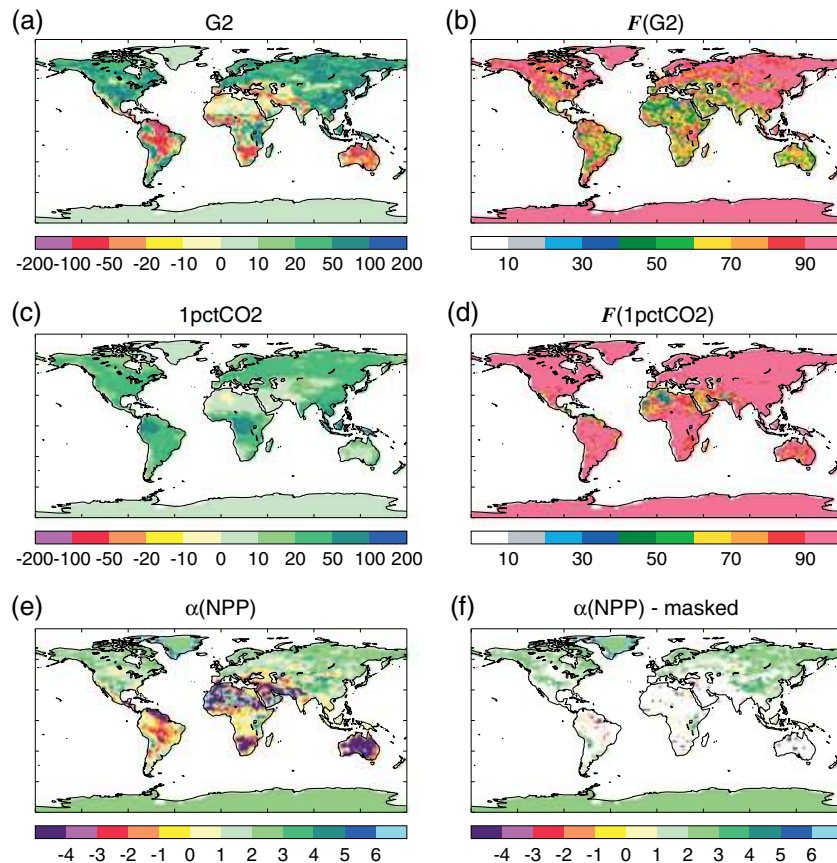 (a) G2
(b) F(G2)
-200 -100 -50 -20 -10 0 10 20 50 100 200
10 30 50 70 90
(c) 1pctCO2
(d) F(1pctCO2)
-200 -100 -50 -20 -10 0 10 20 50 100 200
10 30 50 70 90
(e) α(NPP)
(f) α(NPP) - masked
-4 -3 -2 -1 0 1 2 3 4 5 6
-4 -3 -2 -1 0 1 2 3 4 5 6